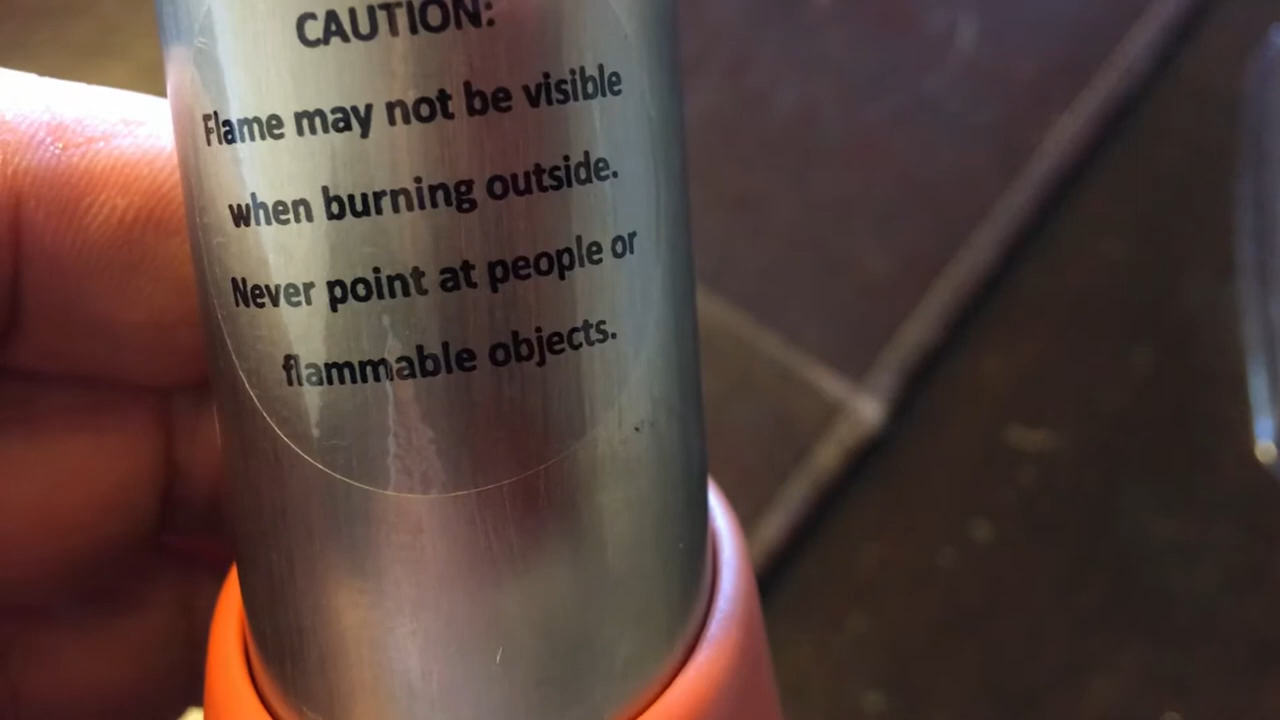 CAUTION:
Flame may not be visible
when burning outside.
Never point at people or
flammable objects.